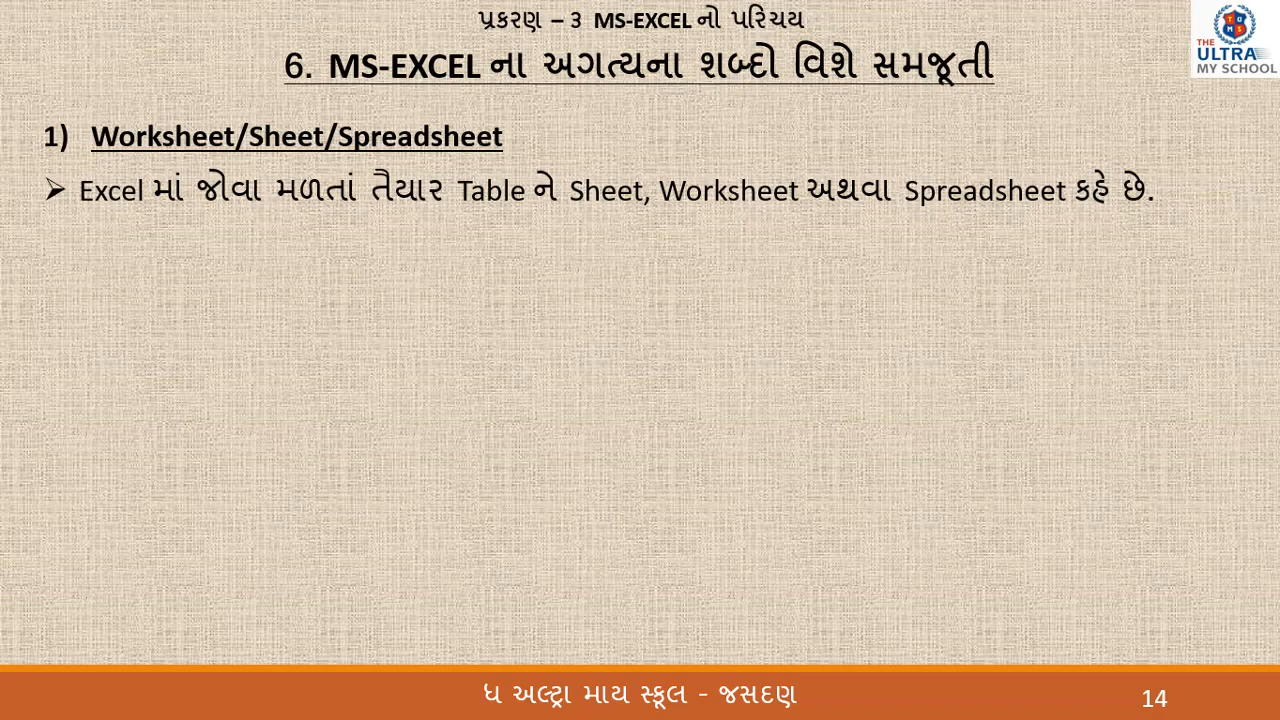 પ્રકરણ – ૩ MS-EXCEL નો પરિચય
6. MS-EXCEL ના અગત્યના શબ્દો વિશે સમજૂતી
THE
ULTRA
MY SCHOOL
1) Worksheet/Sheet/Spreadsheet
➢ Excel માં જોવા મળતાં તૈયાર Table ને Sheet, Worksheet અથવા Spreadsheet કહે છે.
ધ અલ્ટ્રા માય સ્કૂલ - જસદણ
14